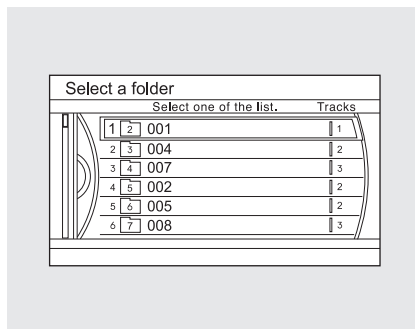 Select a folder
Select one of the list. Tracks
1 2 001 1
2 3 004 2
3 4 007 3
4 5 002 2
5 6 005 2
6 7 008 3